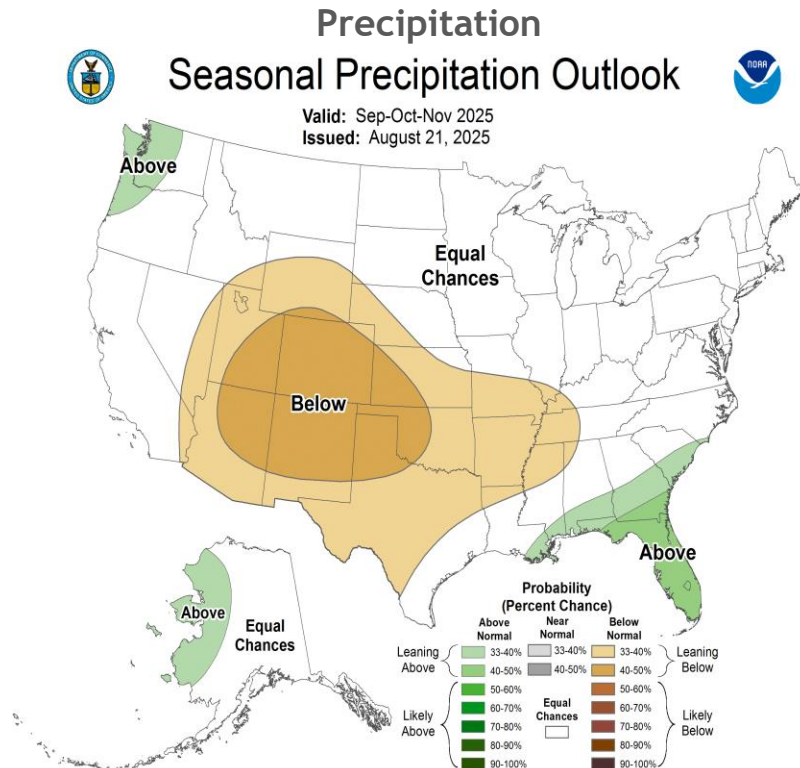 Precipitation
Seasonal Precipitation Outlook
NOAA
Valid: Sep-Oct-Nov 2025
Issued: August 21, 2025
Above
Equal
Chances
Below
Above
Above
Equal
Chances
Probability
(Percent Chance)
Above
Normal
Near
Normal
Below
Normal
Leaning
Above
33-40%
40-50%
33-40%
40-50%
33-40%
40-50%
Leaning
Below
Likely
Above
50-60%
60-70%
70-80%
80-90%
90-100%
Equal
Chances
50-60%
60-70%
70-80%
80-90%
90-100%
Likely
Below